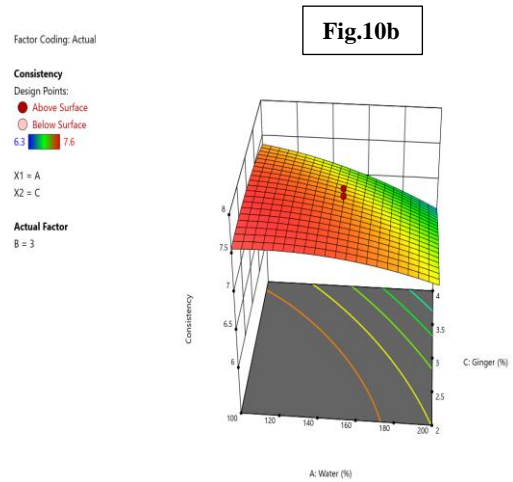 Fig.10b
Factor Coding: Actual
Consistency
Design Points:
Above Surface
Below Surface
6.3 7.6
X1 = A
X2 = C
Actual Factor
B = 3
8
7.5
7
6.5
6
Consistency
100
120
140
160
180
200
A: Water (%)
2
2.5
3
3.5
4
C: Ginger (%)